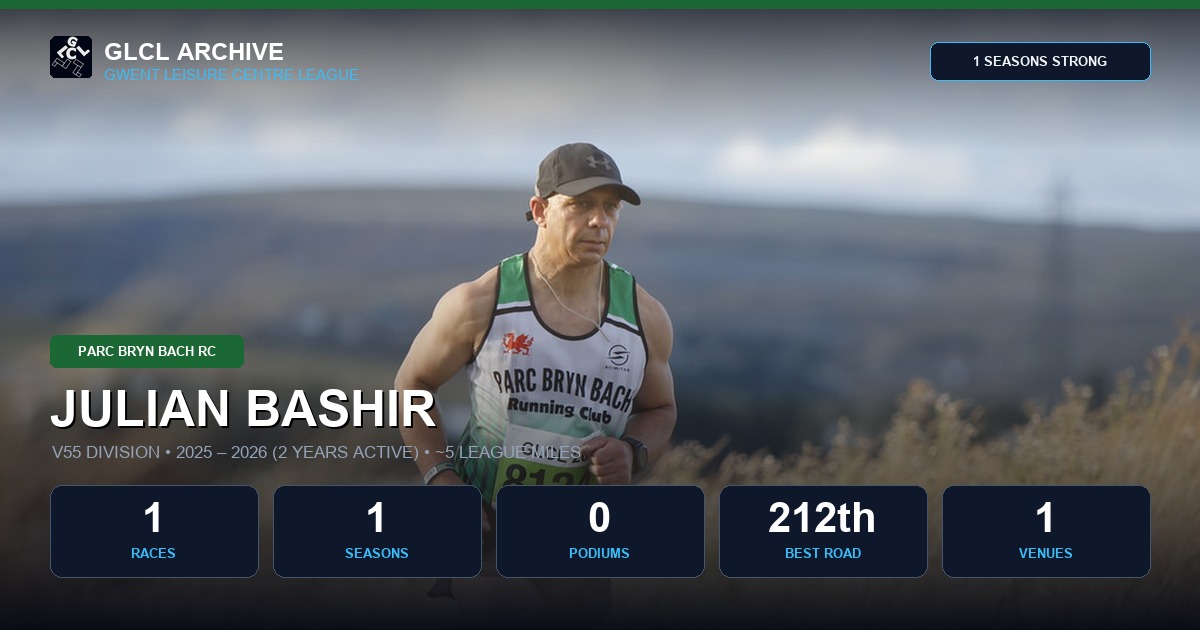 GLCL ARCHIVE
GWENT LEISURE CENTRE LEAGUE
1 SEASONS STRONG
PARC BRYN BACH
Running Club
PARC BRYN BACH RC
JULIAN BASHIR
V55 DIVISION • 2025 – 2026 (2 YEARS ACTIVE) • ~5 LEAGUE MILES
1
RACES
1
SEASONS
0
PODIUMS
212th
BEST ROAD
1
VENUES